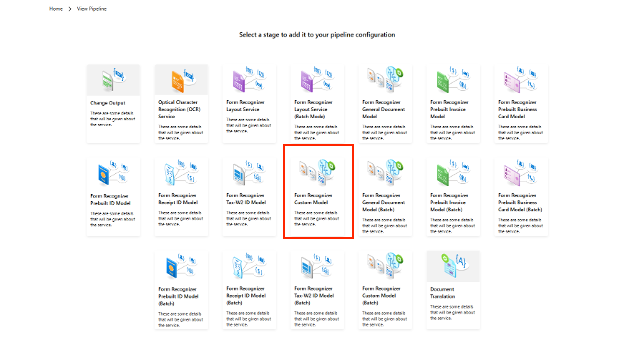 Home > View Pipeline
Select a stage to add it to your pipeline configuration
Change Output
These are some details
that will be given about
the service.
Optical Character
Recognition (OCR)
Service
These are some details
that will be given about
the service.
Form Recognizer
Layout Service
These are some details
that will be given about
the service.
Form Recognizer
Layout Service
(Batch Mode)
These are some details
that will be given about
the service.
Form Recognizer
General Document
Model
These are some details
that will be given about
the service.
Form Recognizer
Prebuilt Invoice
Model
These are some details
that will be given about
the service.
Form Recognizer
Prebuilt Business
Card Model
These are some details
that will be given about
the service.
Form Recognizer
Prebuilt ID Model
These are some details
that will be given about
the service.
Form Recognizer
Receipt ID Model
These are some details
that will be given about
the service.
Form Recognizer
Tax-W2 ID Model
These are some details
that will be given about
the service.
Form Recognizer
Custom Model
These are some details
that will be given about
the service.
Form Recognizer
General Document
Model (Batch)
These are some details
that will be given about
the service.
Form Recognizer
Prebuilt Invoice
Model (Batch)
These are some details
that will be given about
the service.
Form Recognizer
Prebuilt Business
Card Model (Batch)
These are some details
that will be given about
the service.
Form Recognizer
Prebuilt ID Model
(Batch)
These are some details
that will be given about
the service.
Form Recognizer
Receipt ID Model
(Batch)
These are some details
that will be given about
the service.
Form Recognizer
Tax-W2 ID Model
(Batch)
These are some details
that will be given about
the service.
Form Recognizer
Custom Model
(Batch)
These are some details
that will be given about
the service.
Document
Translation
These are some details
that will be given about
the service.